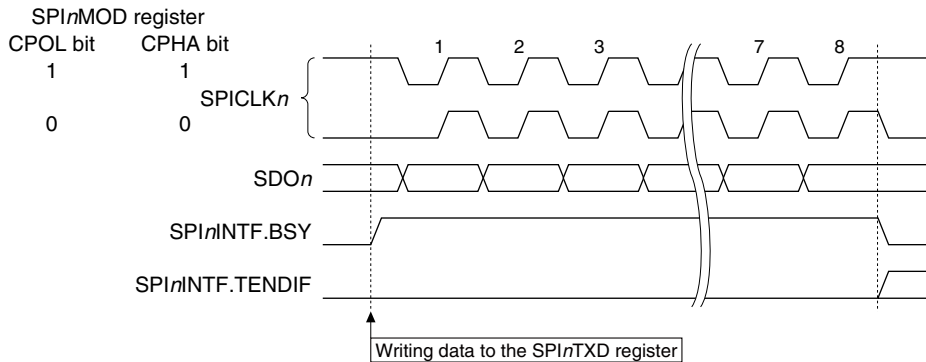 SPInMOD register
CPOL bit CPHA bit
1 2 3 7 8
1 1
SPICLKn
0 0
SDOn
SPInINTF.BSY
SPInINTF.TENDIF
Writing data to the SPInTXD register